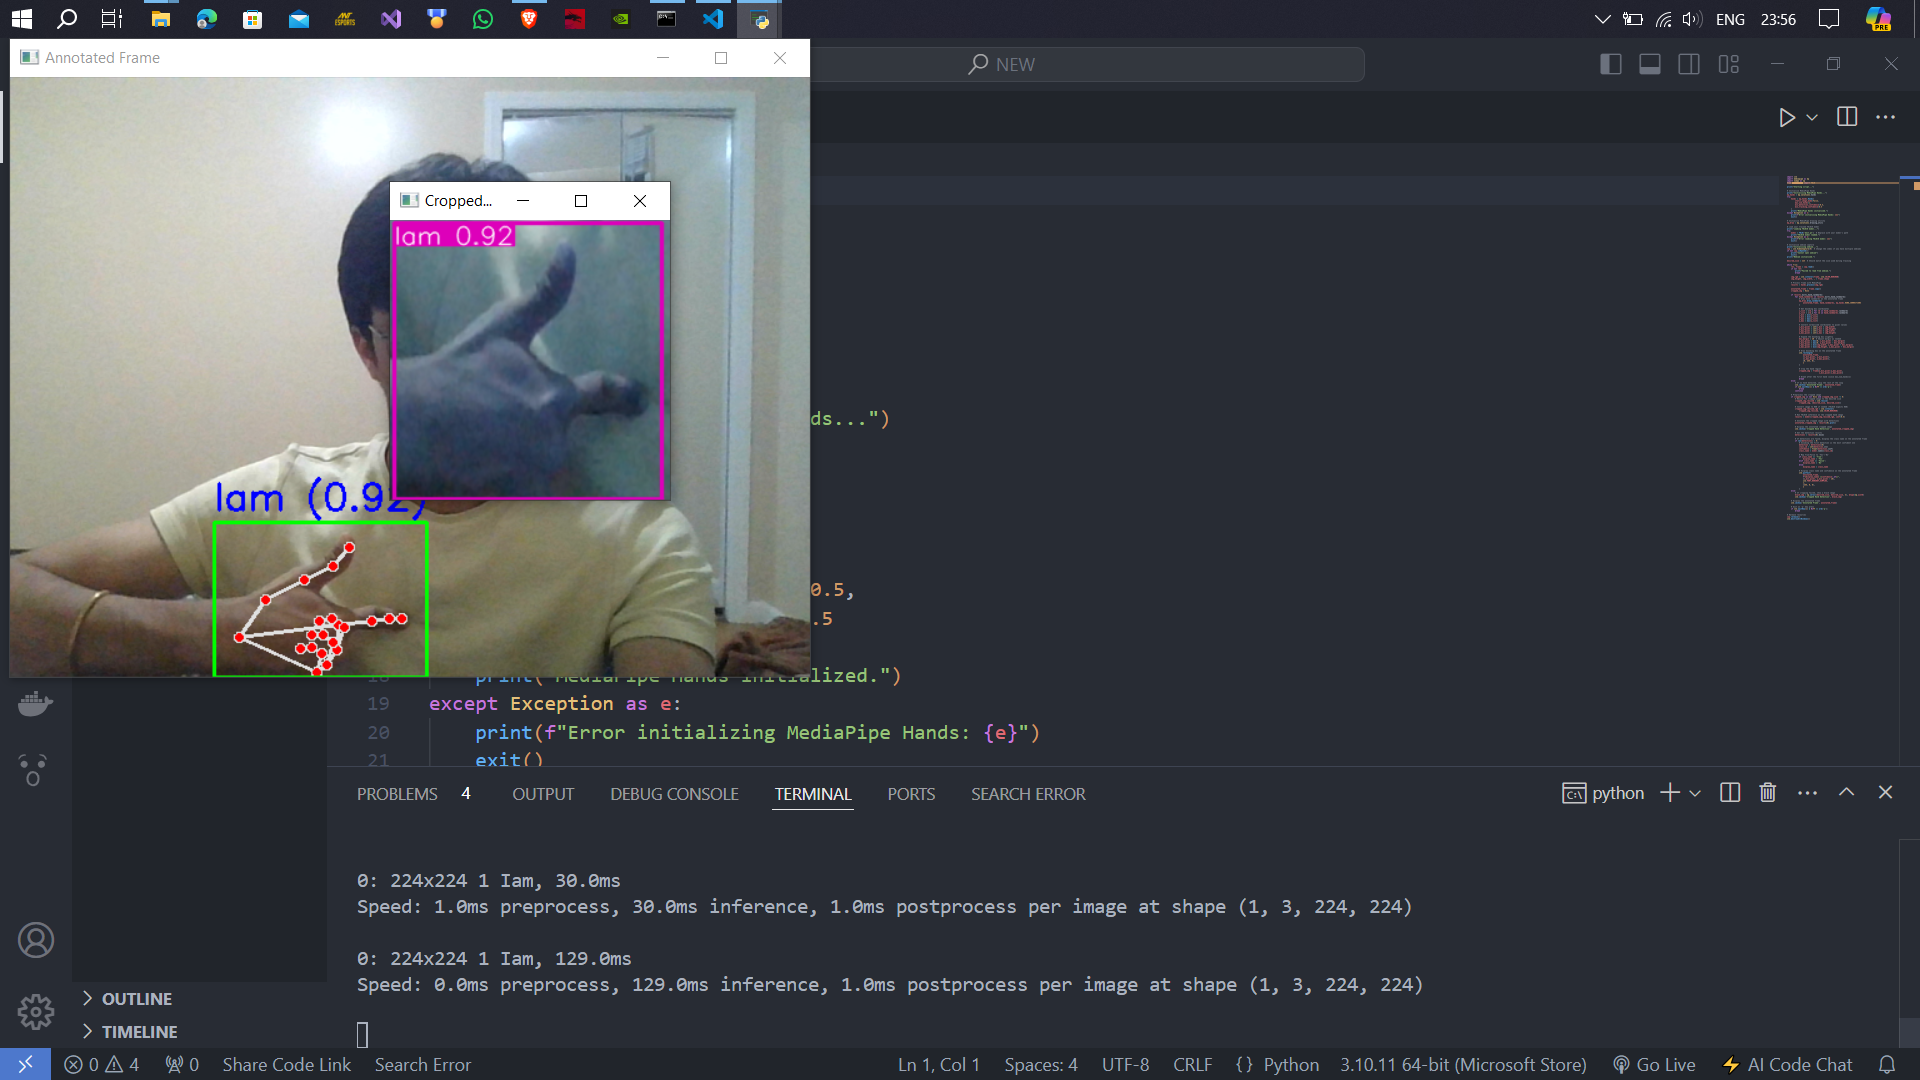 ENG 23:56
Annotated Frame
NEW
Cropped...
Iam 0.92
ds...")
Iam (0.92)
0.5,
.5
18 print("MediaPipe Hands initialized.")
19 except Exception as e:
20 print(f"Error initializing MediaPipe Hands: {e}")
21 exit()
PROBLEMS 4 OUTPUT DEBUG CONSOLE TERMINAL PORTS SEARCH ERROR python
0: 224x224 1 Iam, 30.0ms
Speed: 1.0ms preprocess, 30.0ms inference, 1.0ms postprocess per image at shape (1, 3, 224, 224)
0: 224x224 1 Iam, 129.0ms
Speed: 0.0ms preprocess, 129.0ms inference, 1.0ms postprocess per image at shape (1, 3, 224, 224)
OUTLINE
TIMELINE
0 4 0 Share Code Link Search Error Ln 1, Col 1 Spaces: 4 UTF-8 CRLF {} Python 3.10.11 64-bit (Microsoft Store) Go Live AI Code Chat